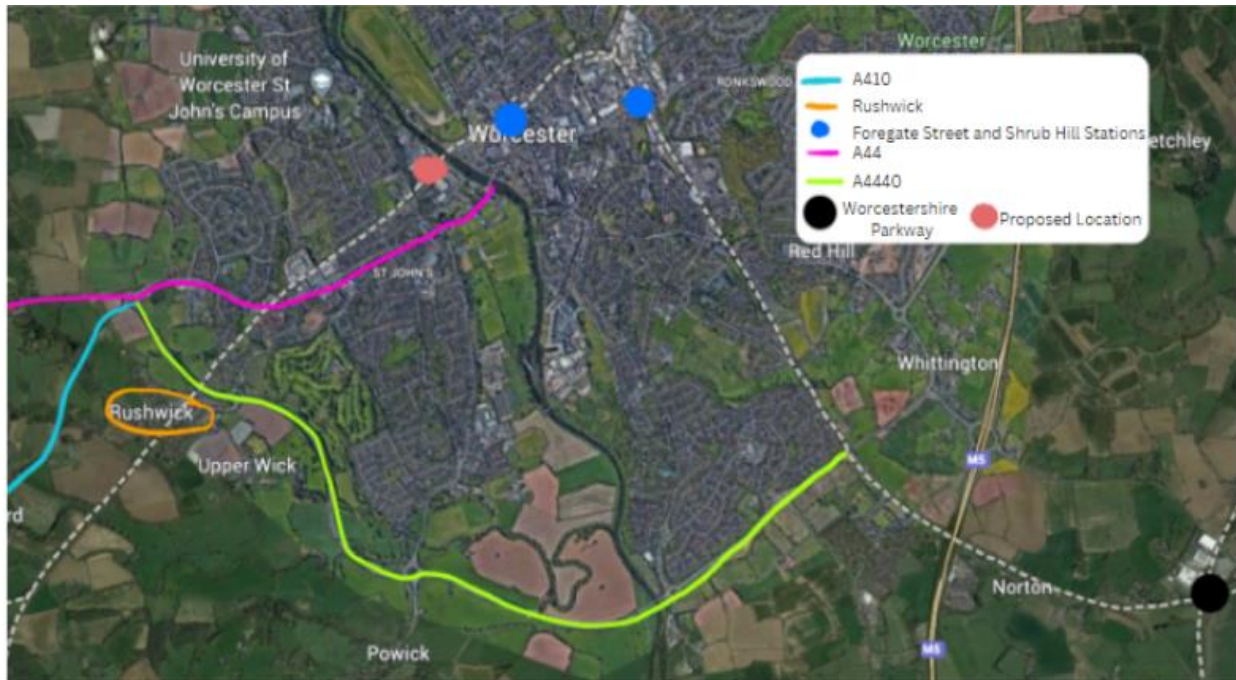 University of
Worcester St
John's Campus
Worcester
RONKSWOOD
Worcester
A410
Rushwick
Foregate Street and Shrub Hill Stations
A44
A4440
Worcestershire
Parkway
Proposed Location
etchley
Red Hill
ST JOHN'S
Whittington
Rushwick
Upper Wick
M5
rd
Norton
Powick
M5